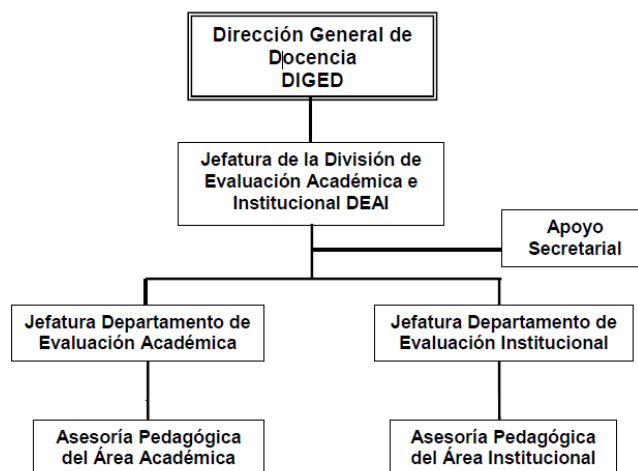 Dirección General de
Docencia
DIGED
Jefatura de la División de
Evaluación Académica e
Institucional DEAI
Apoyo
Secretarial
Jefatura Departamento de
Evaluación Académica
Jefatura Departamento de
Evaluación Institucional
Asesoría Pedagógica
del Área Académica
Asesoría Pedagógica
del Área Institucional